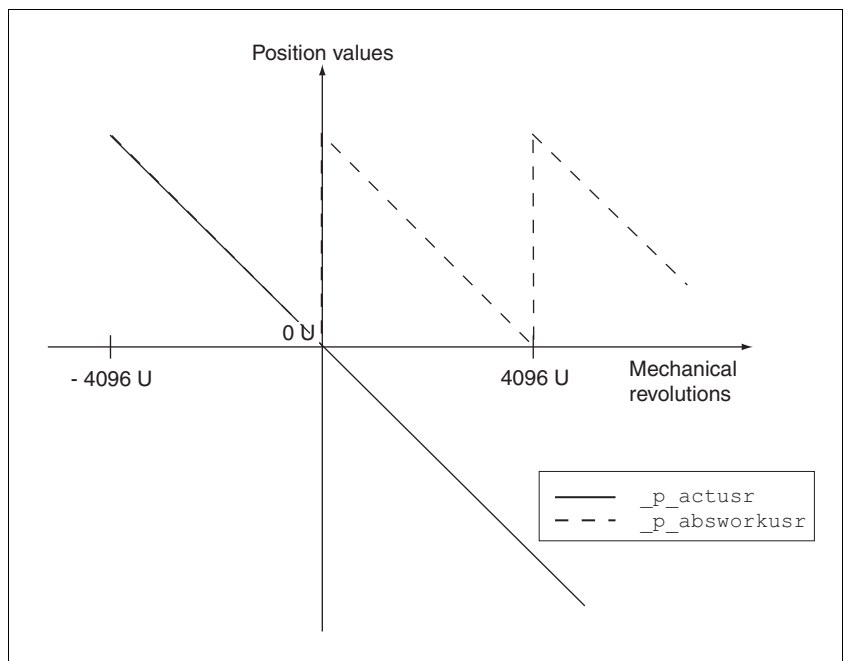 Position values
0 U
- 4096 U
4096 U
Mechanical
revolutions
_p_actusr
_p_absworkusr